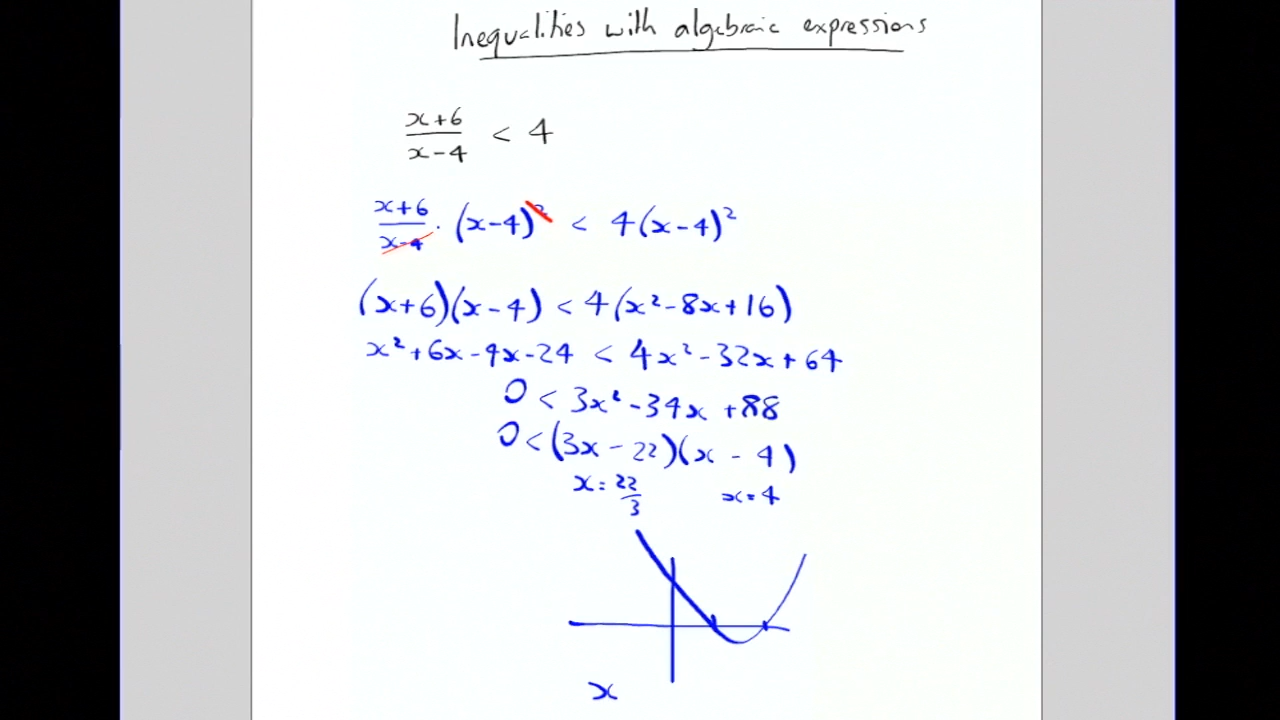 Inequalities with algebraic expressions
x+6/x-4 < 4
x+6/x-4 · (x-4)² < 4(x-4)²
(x+6)(x-4) < 4(x²-8x+16)
x²+6x-4x-24 < 4x²-32x+64
0 < 3x²-34x+88
0 < (3x-22)(x-4)
x = 22/3 x = 4
x